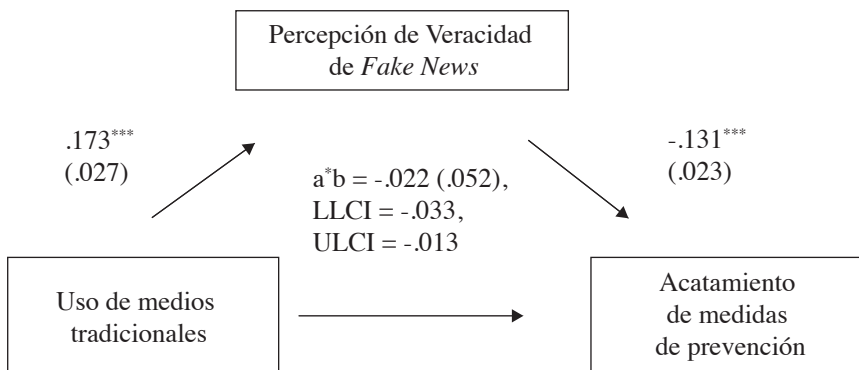 Percepción de Veracidad
de Fake News
.173***
(.027)
-.131***
(.023)
a*b = -.022 (.052),
LLCI = -.033,
ULCI = -.013
Uso de medios
tradicionales
Acatamiento
de medidas
de prevención